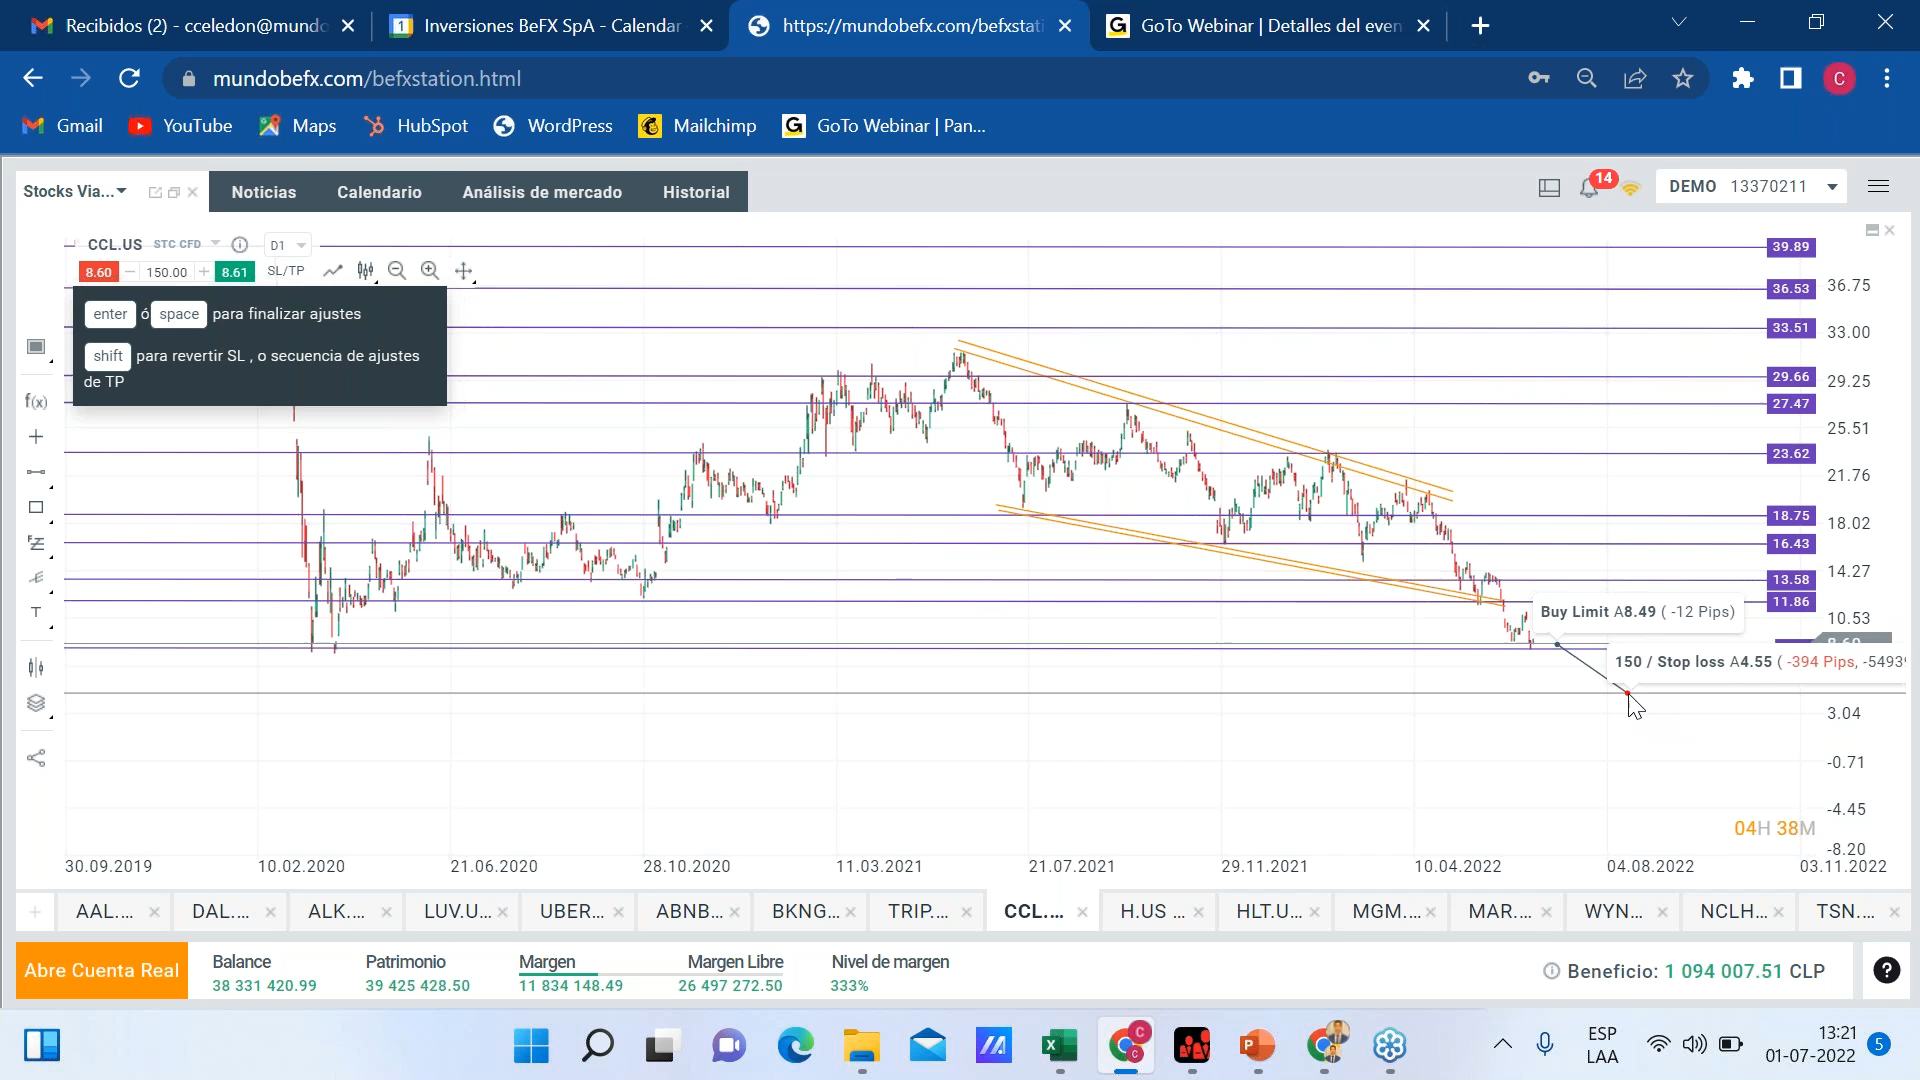 Recibidos (2) - cceledon@mundo
Inversiones BeFX SpA - Calendar
https://mundobefx.com/befxstati
GoTo Webinar | Detalles del even
mundobefx.com/befxstation.html
Gmail YouTube Maps HubSpot WordPress Mailchimp GoTo Webinar | Pan...
Stocks Via... Noticias Calendario Análisis de mercado Historial
14
DEMO 13370211
CCL.US STC CFD D1
8.60 150.00 8.61 SL/TP
enter ó space para finalizar ajustes
shift para revertir SL , o secuencia de ajustes
de TP
f(x)
T
39.89
36.53
33.51
29.66
27.47
23.62
18.75
16.43
13.58
11.86
36.75
33.00
29.25
25.51
21.76
18.02
14.27
10.53
3.04
-0.71
-4.45
-8.20
Buy Limit A8.49 ( -12 Pips)
150 / Stop loss A4.55 ( -394 Pips, -5493
04H 38M
30.09.2019 10.02.2020 21.06.2020 28.10.2020 11.03.2021 21.07.2021 29.11.2021 10.04.2022 04.08.2022 03.11.2022
AAL.... DAL.... ALK.... LUV.U... UBER... ABNB... BKNG... TRIP.... CCL.... H.US ... HLT.U... MGM.... MAR.... WYN... NCLH... TSN....
Abre Cuenta Real
Balance Patrimonio Margen Margen Libre Nivel de margen
38 331 420.99 39 425 428.50 11 834 148.49 26 497 272.50 333%
Beneficio: 1 094 007.51 CLP
ESP
LAA
13:21
01-07-2022
5